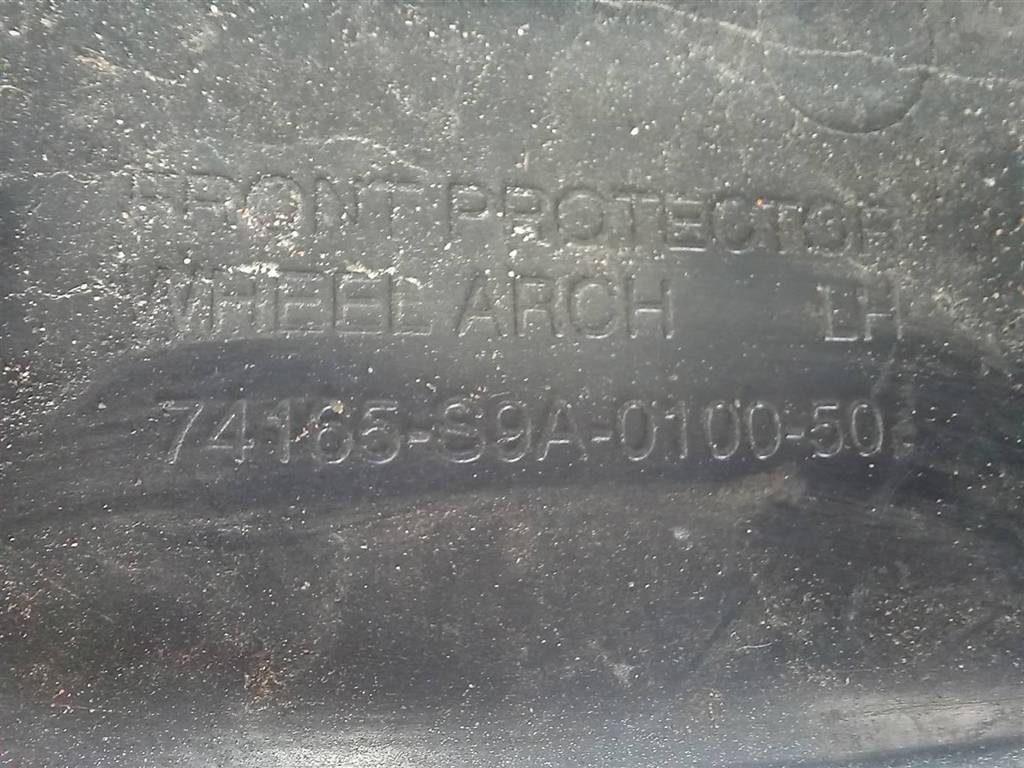 FRONT PROTECTOR
WHEEL ARCH LH
74165-S9A-0100-50